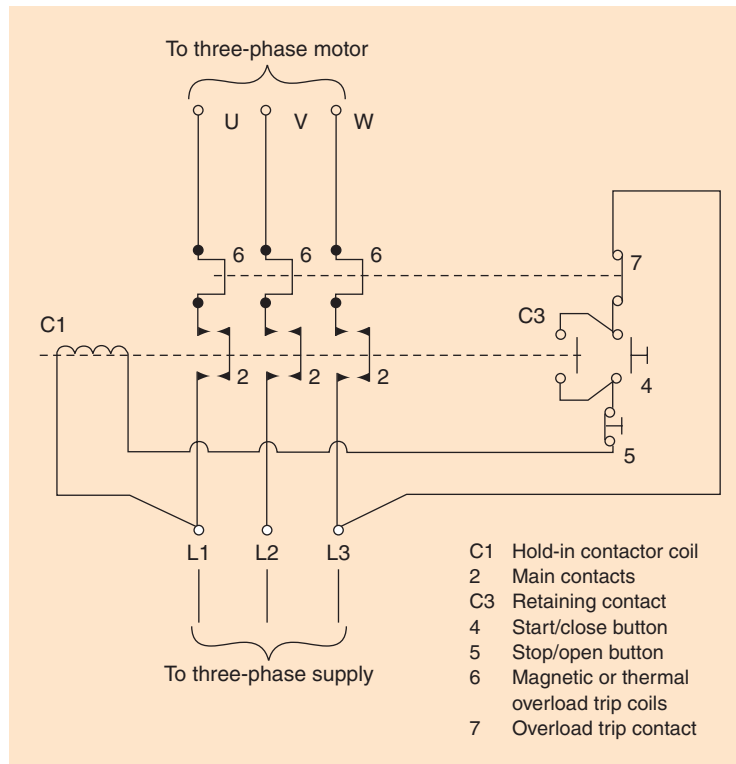 To three-phase motor
U V W
6 6 6 7
C1 C3
2 2 2 4
5
L1 L2 L3
To three-phase supply
C1 Hold-in contactor coil
2 Main contacts
C3 Retaining contact
4 Start/close button
5 Stop/open button
6 Magnetic or thermal
overload trip coils
7 Overload trip contact